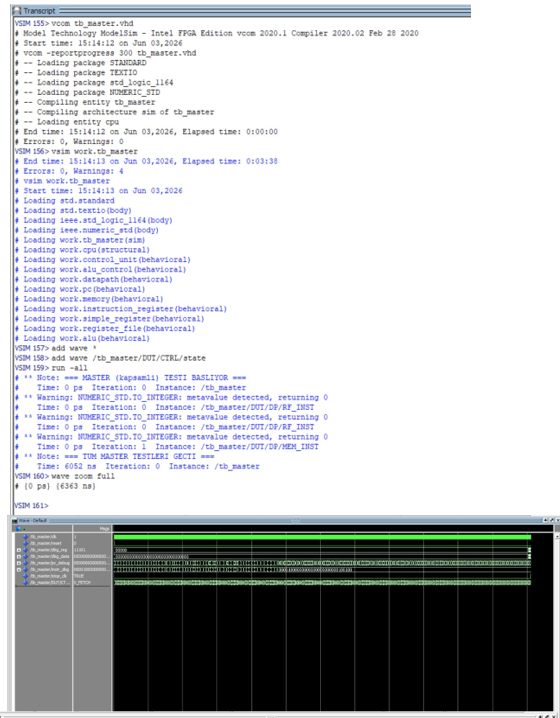 Transcript
VSIM 155> vcom tb_master.vhd
# Model Technology ModelSim - Intel FPGA Edition vcom 2020.1 Compiler 2020.02 Feb 28 2020
# Start time: 15:14:12 on Jun 03,2026
# vcom -reportprogress 300 tb_master.vhd
# -- Loading package STANDARD
# -- Loading package TEXTIO
# -- Loading package std_logic_1164
# -- Loading package NUMERIC_STD
# -- Compiling entity tb_master
# -- Compiling architecture sim of tb_master
# -- Loading entity cpu
# End time: 15:14:12 on Jun 03,2026, Elapsed time: 0:00:00
# Errors: 0, Warnings: 0
VSIM 156> vsim work.tb_master
# End time: 15:14:13 on Jun 03,2026, Elapsed time: 0:03:38
# Errors: 0, Warnings: 4
# vsim work.tb_master
# Start time: 15:14:13 on Jun 03,2026
# Loading std.standard
# Loading std.textio(body)
# Loading ieee.std_logic_1164(body)
# Loading ieee.numeric_std(body)
# Loading work.tb_master(sim)
# Loading work.cpu(structural)
# Loading work.control_unit(behavioral)
# Loading work.alu_control(behavioral)
# Loading work.datapath(behavioral)
# Loading work.pc(behavioral)
# Loading work.memory(behavioral)
# Loading work.instruction_register(behavioral)
# Loading work.simple_register(behavioral)
# Loading work.register_file(behavioral)
# Loading work.alu(behavioral)
VSIM 157> add wave *
VSIM 158> add wave /tb_master/DUT/CTRL/state
VSIM 159> run -all
# ** Note: === MASTER (kapsamli) TESTI BASLIYOR ===
# Time: 0 ps Iteration: 0 Instance: /tb_master
# ** Warning: NUMERIC_STD.TO_INTEGER: metavalue detected, returning 0
# Time: 0 ps Iteration: 0 Instance: /tb_master/DUT/DP/RF_INST
# ** Warning: NUMERIC_STD.TO_INTEGER: metavalue detected, returning 0
# Time: 0 ps Iteration: 0 Instance: /tb_master/DUT/DP/RF_INST
# ** Warning: NUMERIC_STD.TO_INTEGER: metavalue detected, returning 0
# Time: 0 ps Iteration: 1 Instance: /tb_master/DUT/DP/MEM_INST
# ** Note: === TUM MASTER TESTLERI GECTI ===
# Time: 6052 ns Iteration: 0 Instance: /tb_master
VSIM 160> wave zoom full
# {0 ps} {6363 ns}
VSIM 161>
Wave - Default
Msgs
/tb_master/clk
/tb_master/reset
/tb_master/dbg_reg 11101
/tb_master/dbg_data
/tb_master/pc_debug
/tb_master/stop_clk TRUE